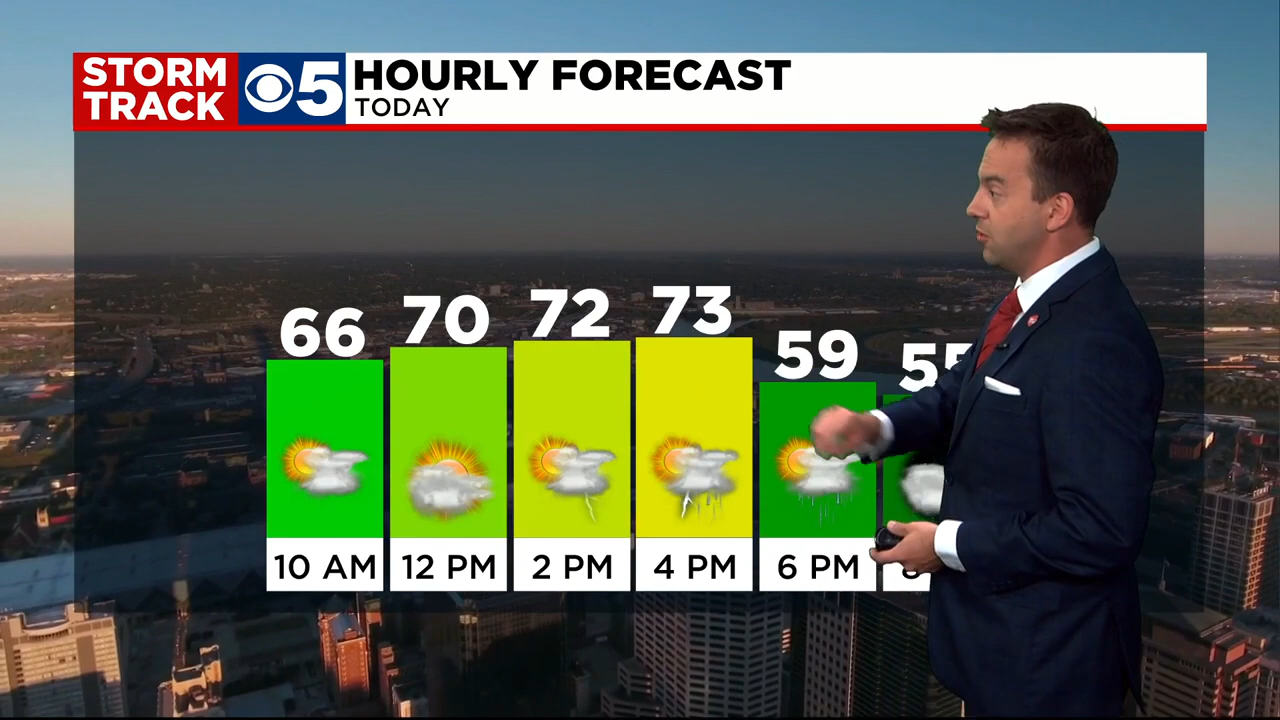 STORM
TRACK
5
HOURLY FORECAST
TODAY
66
70
72
73
59
55
10 AM
12 PM
2 PM
4 PM
6 PM